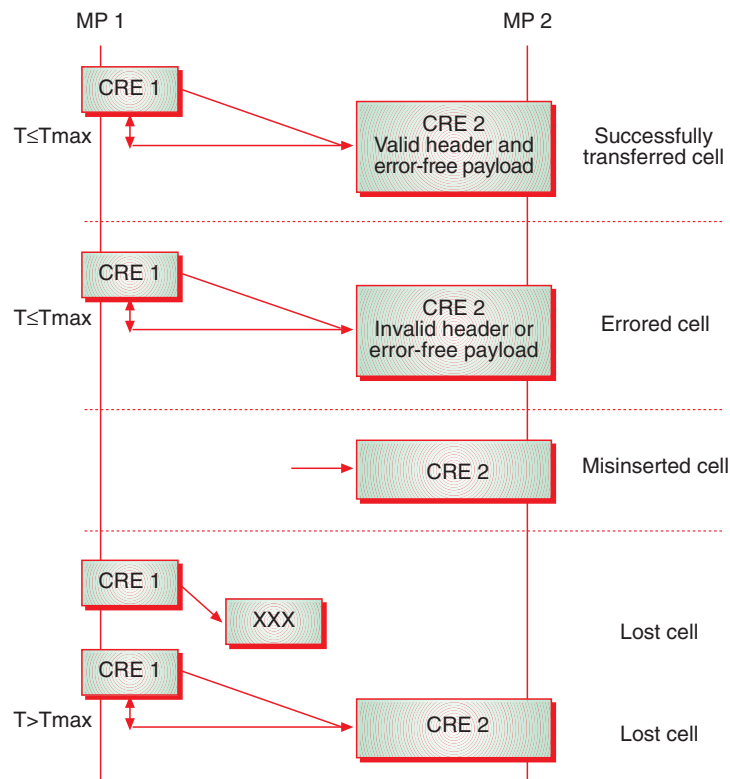 MP 1
MP 2
CRE 1
T≤Tmax
CRE 2
Valid header and
error-free payload
Successfully
transferred cell
CRE 1
T≤Tmax
CRE 2
Invalid header or
error-free payload
Errored cell
CRE 2
Misinserted cell
CRE 1
XXX
Lost cell
CRE 1
T>Tmax
CRE 2
Lost cell